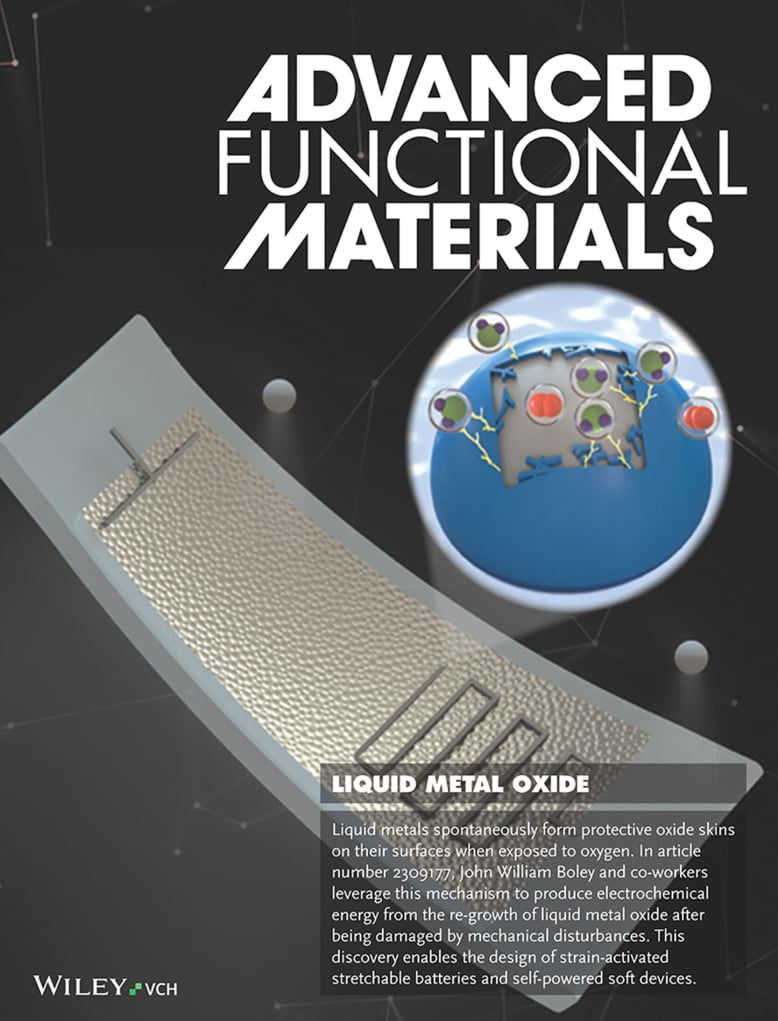 ADVANCED
FUNCTIONAL
MATERIALS
LIQUID METAL OXIDE
Liquid metals spontaneously form protective oxide skins
on their surfaces when exposed to oxygen. In article
number 2309177, John William Boley and co-workers
leverage this mechanism to produce electrochemical
energy from the re-growth of liquid metal oxide after
being damaged by mechanical disturbances. This
discovery enables the design of strain-activated
stretchable batteries and self-powered soft devices.
WILEY VCH